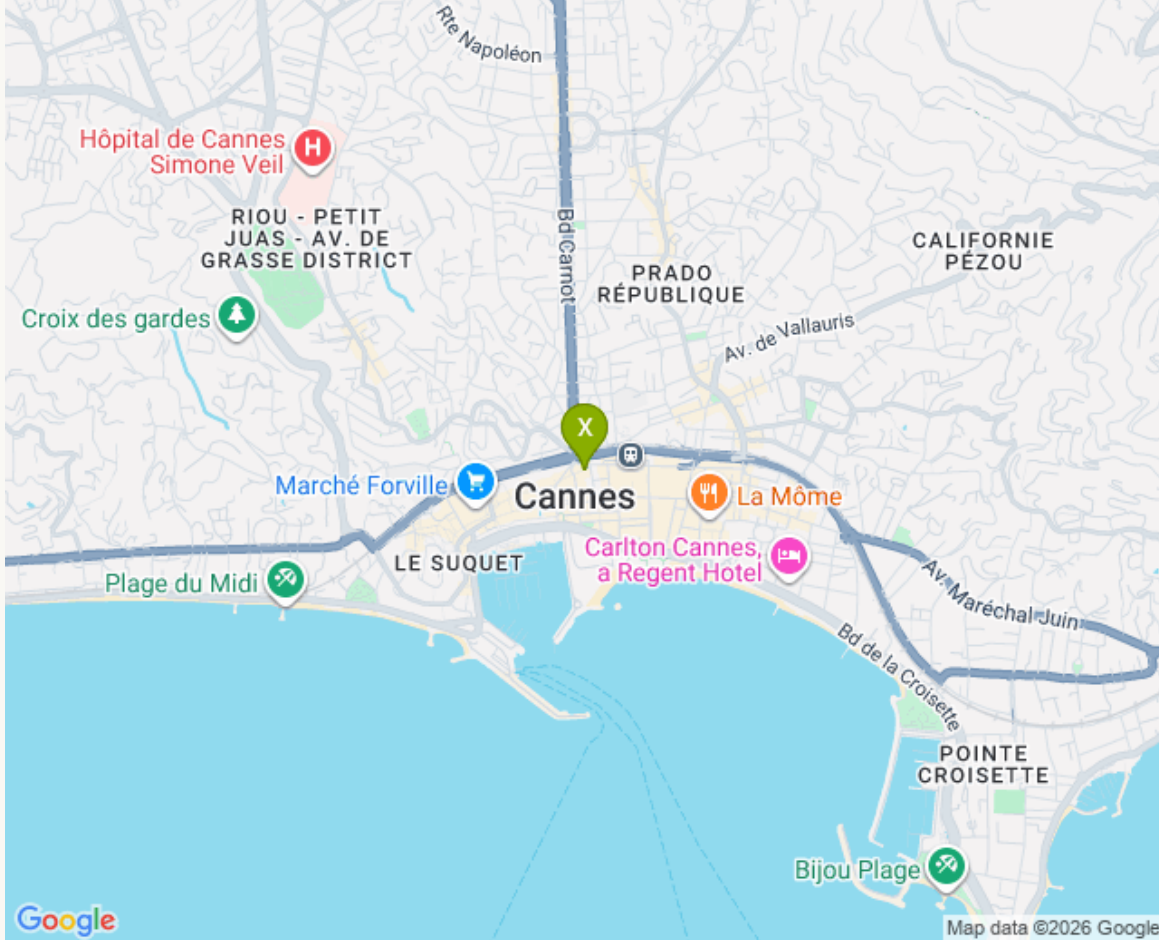 Rte Napoléon
Hôpital de Cannes
Simone Veil
H
RIOU - PETIT
JUAS - AV. DE
GRASSE DISTRICT
Bd Carnot
CALIFORNIE
PÉZOU
PRADO
RÉPUBLIQUE
Croix des gardes
Av. de Vallauris
X
Marché Forville
Cannes
La Môme
LE SUQUET
Carlton Cannes,
a Regent Hotel
Plage du Midi
Av. Maréchal Juin
Bd de la Croisette
POINTE
CROISETTE
Bijou Plage
Google
Map data ©2026 Google